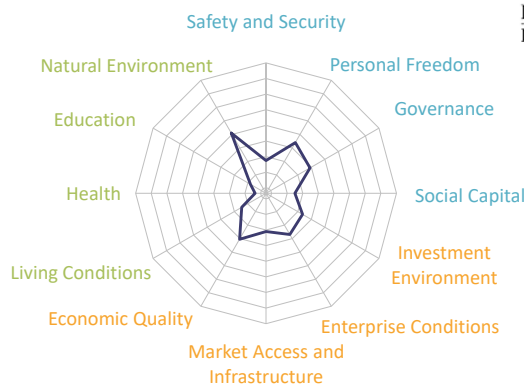 Safety and Security
Natural Environment
Personal Freedom
Education
Governance
Health
Social Capital
Investment
Environment
Living Conditions
Economic Quality
Enterprise Conditions
Market Access and
Infrastructure